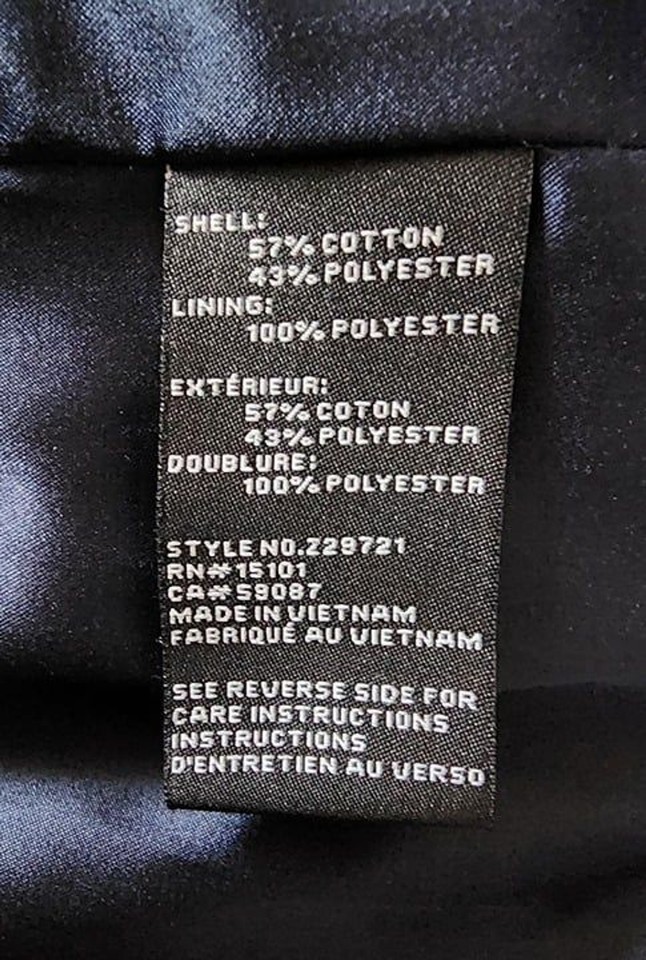 SHELL:
57% COTTON
43% POLYESTER
LINING:
100% POLYESTER
EXTÉRIEUR:
57% COTON
43% POLYESTER
DOUBLURE:
100% POLYESTER
STYLE NO. Z29721
RN# 15101
CA# 59087
MADE IN VIETNAM
FABRIQUÉ AU VIETNAM
SEE REVERSE SIDE FOR
CARE INSTRUCTIONS
INSTRUCTIONS
D'ENTRETIEN AU VERSO